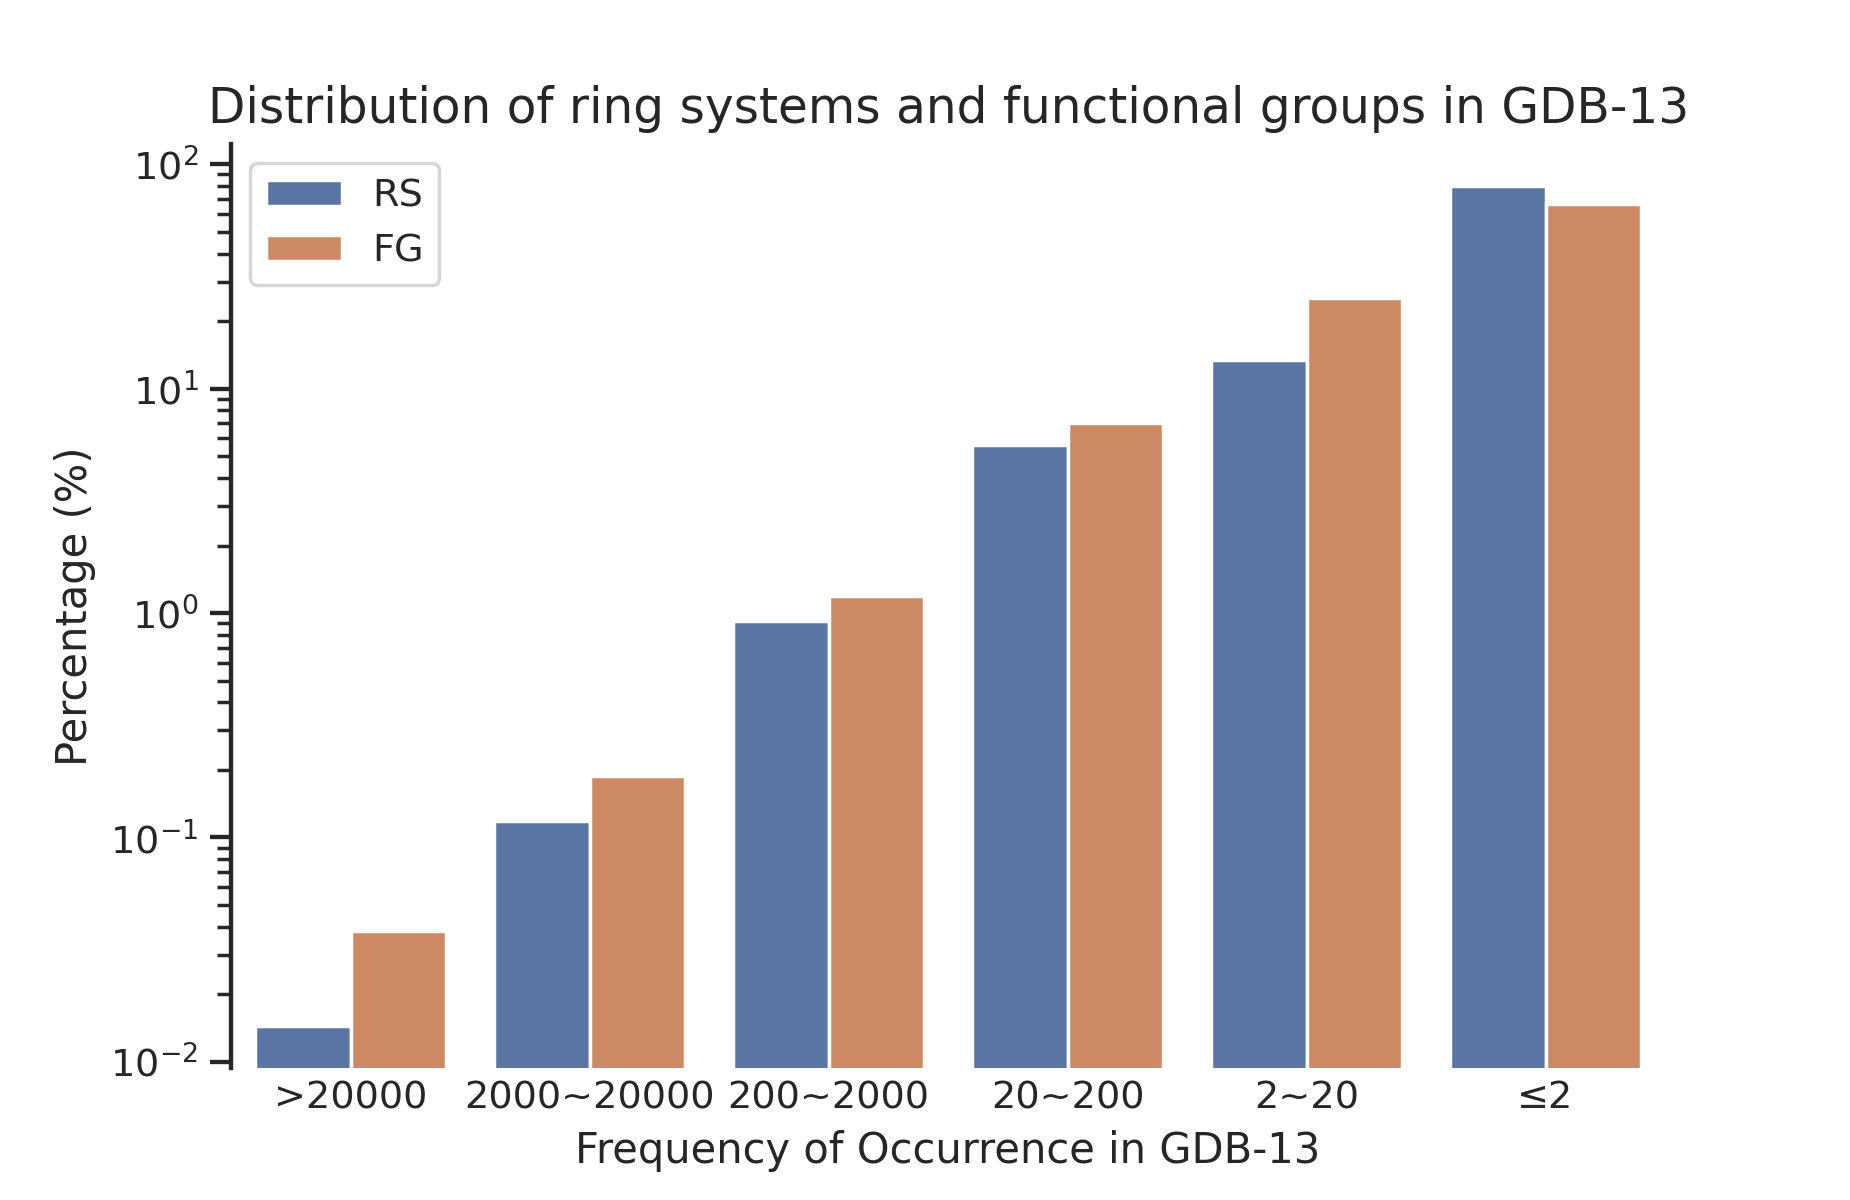 Distribution of ring systems and functional groups in GDB-13
RS
FG
10²
10¹
10⁰
10⁻¹
10⁻²
Percentage (%)
>20000 2000~20000 200~2000 20~200 2~20 ≤2
Frequency of Occurrence in GDB-13